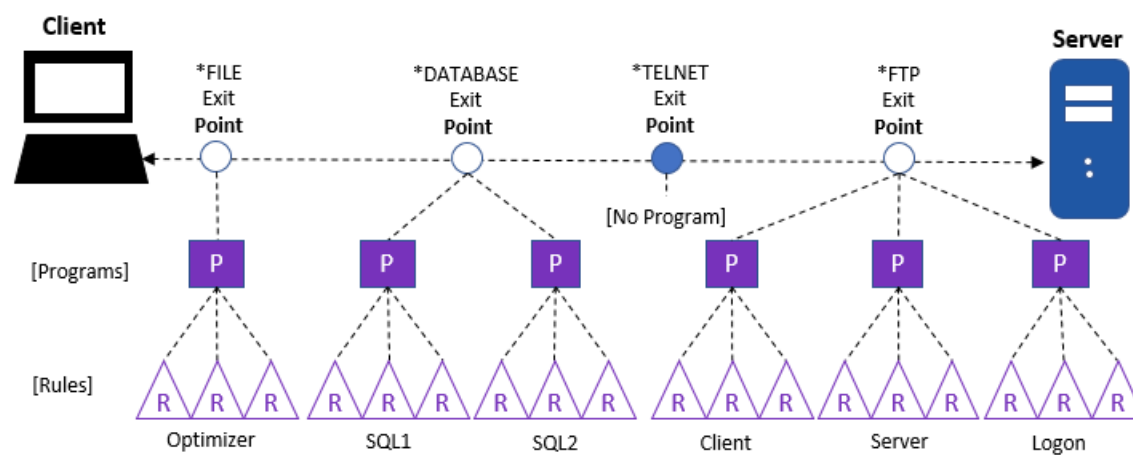 Client
Server
*FILE
Exit
Point
*DATABASE
Exit
Point
*TELNET
Exit
Point
*FTP
Exit
Point
[No Program]
[Programs]
P
P
P
P
P
P
[Rules]
R R R
R R R
R R R
R R R
R R R
R R R
Optimizer
SQL1
SQL2
Client
Server
Logon